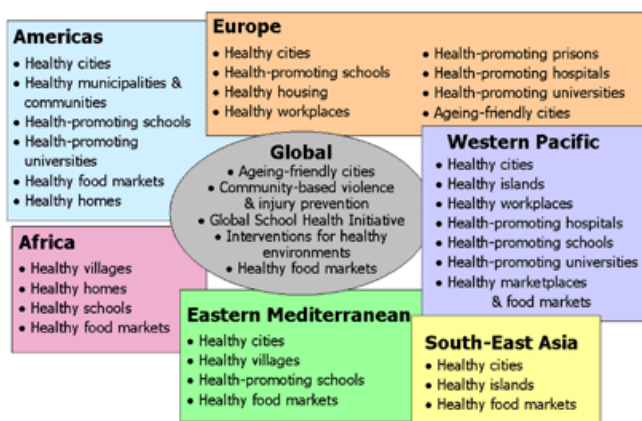 Americas
• Healthy cities
• Healthy municipalities &
communities
• Health-promoting schools
• Health-promoting
universities
• Healthy food markets
• Healthy homes
Europe
• Healthy cities
• Health-promoting schools
• Healthy housing
• Healthy workplaces
• Health-promoting prisons
• Health-promoting hospitals
• Health-promoting universities
• Ageing-friendly cities
Global
• Ageing-friendly cities
• Community-based violence
& injury prevention
• Global School Health Initiative
• Interventions for healthy
environments
• Healthy food markets
Western Pacific
• Healthy cities
• Healthy islands
• Healthy workplaces
• Health-promoting hospitals
• Health-promoting schools
• Health-promoting universities
• Healthy marketplaces
& food markets
Africa
• Healthy villages
• Healthy homes
• Healthy schools
• Healthy food markets
Eastern Mediterranean
• Healthy cities
• Healthy villages
• Health-promoting schools
• Healthy food markets
South-East Asia
• Healthy cities
• Healthy islands
• Healthy food markets